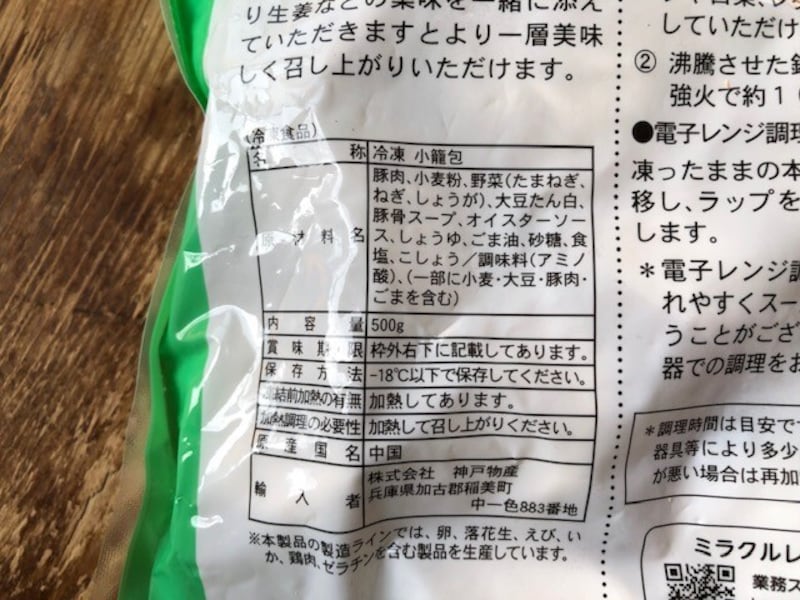 り生姜などの薬味を一緒に添え
ていただきますとより一層美味
しく召し上がりいただけます。
(冷凍食品)
名称 冷凍 小籠包
原材料名 豚肉、小麦粉、野菜(たまねぎ、
ねぎ、しょうが)、大豆たん白、
豚骨スープ、オイスターソー
ス、しょうゆ、ごま油、砂糖、食
塩、こしょう/調味料(アミノ
酸)、(一部に小麦・大豆・豚肉・
ごまを含む)
内容量 500g
賞味期限 枠外右下に記載してあります。
保存方法 -18℃以下で保存してください。
凍結前加熱の有無 加熱してあります。
加熱調理の必要性 加熱して召し上がりください。
原産国名 中国
輸入者 株式会社 神戸物産
兵庫県加古郡稲美町
中一色883番地
※本製品の製造ラインでは、卵、落花生、えび、い
か、鶏肉、ゼラチンを含む製品を生産しています。
していただけ
② 沸騰させた
強火で約1
●電子レンジ調
凍ったままの本
移し、ラップを
します。
＊電子レンジ
れやすくスー
うことがござ
器での調理をお
＊調理時間は目安で
器具等により多少
が悪い場合は再加
ミラクルレ
業務ス